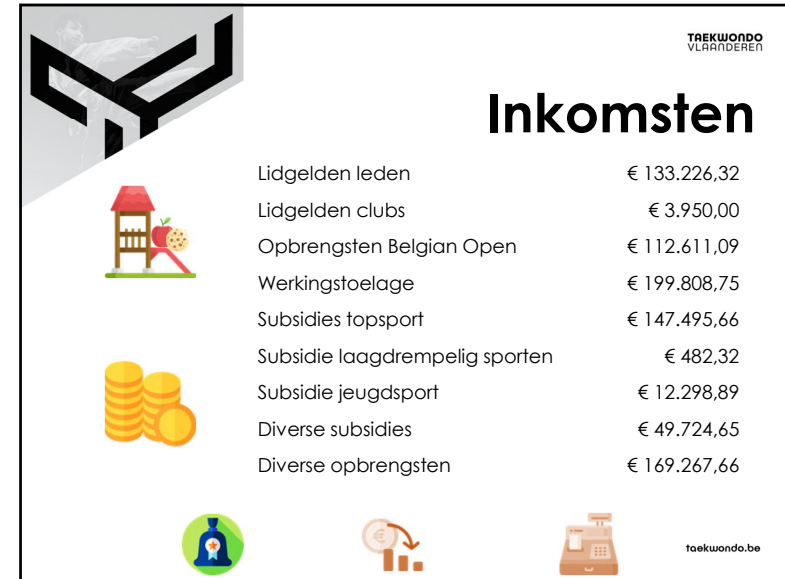 TAEKWONDO
VLAANDEREN
Inkomsten
Lidgelden leden € 133.226,32
Lidgelden clubs € 3.950,00
Opbrengsten Belgian Open € 112.611,09
Werkingstoelage € 199.808,75
Subsidies topsport € 147.495,66
Subsidie laagdrempelig sporten € 482,32
Subsidie jeugdsport € 12.298,89
Diverse subsidies € 49.724,65
Diverse opbrengsten € 169.267,66
taekwondo.be